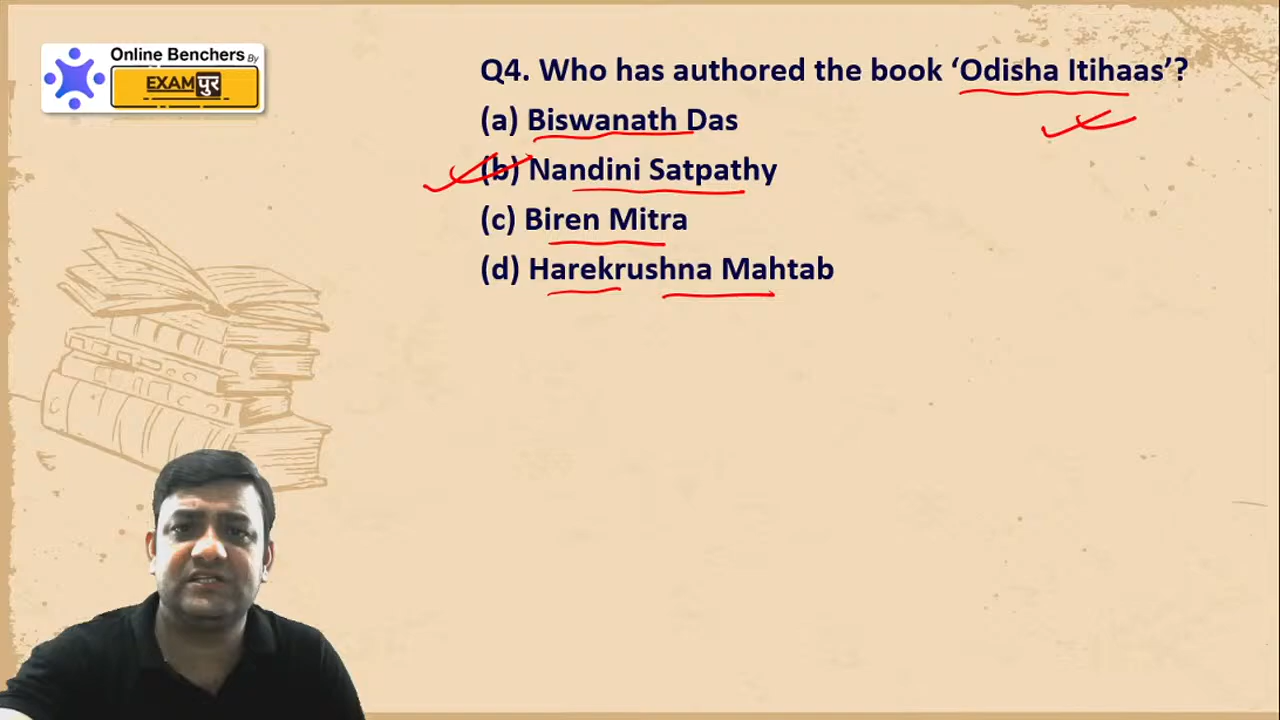 Online Benchers By
EXAMपुर
Q4. Who has authored the book ‘Odisha Itihaas’?
(a) Biswanath Das
(b) Nandini Satpathy
(c) Biren Mitra
(d) Harekrushna Mahtab